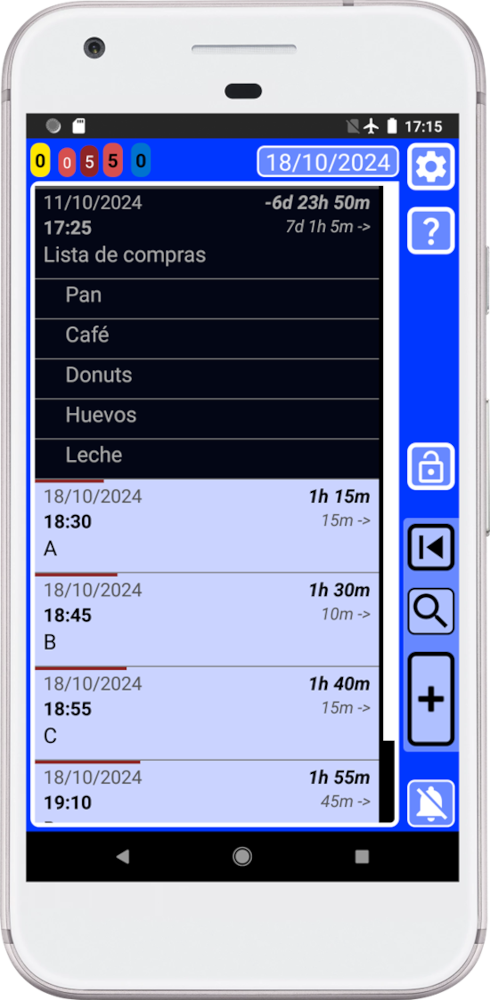 17:15
0 0 5 5 0 18/10/2024
?
11/10/2024 -6d 23h 50m
17:25 7d 1h 5m ->
Lista de compras
Pan
Café
Donuts
Huevos
Leche
18/10/2024 1h 15m
18:30 15m ->
A
18/10/2024 1h 30m
18:45 10m ->
B
18/10/2024 1h 40m
18:55 15m ->
C
+
18/10/2024 1h 55m
19:10 45m ->